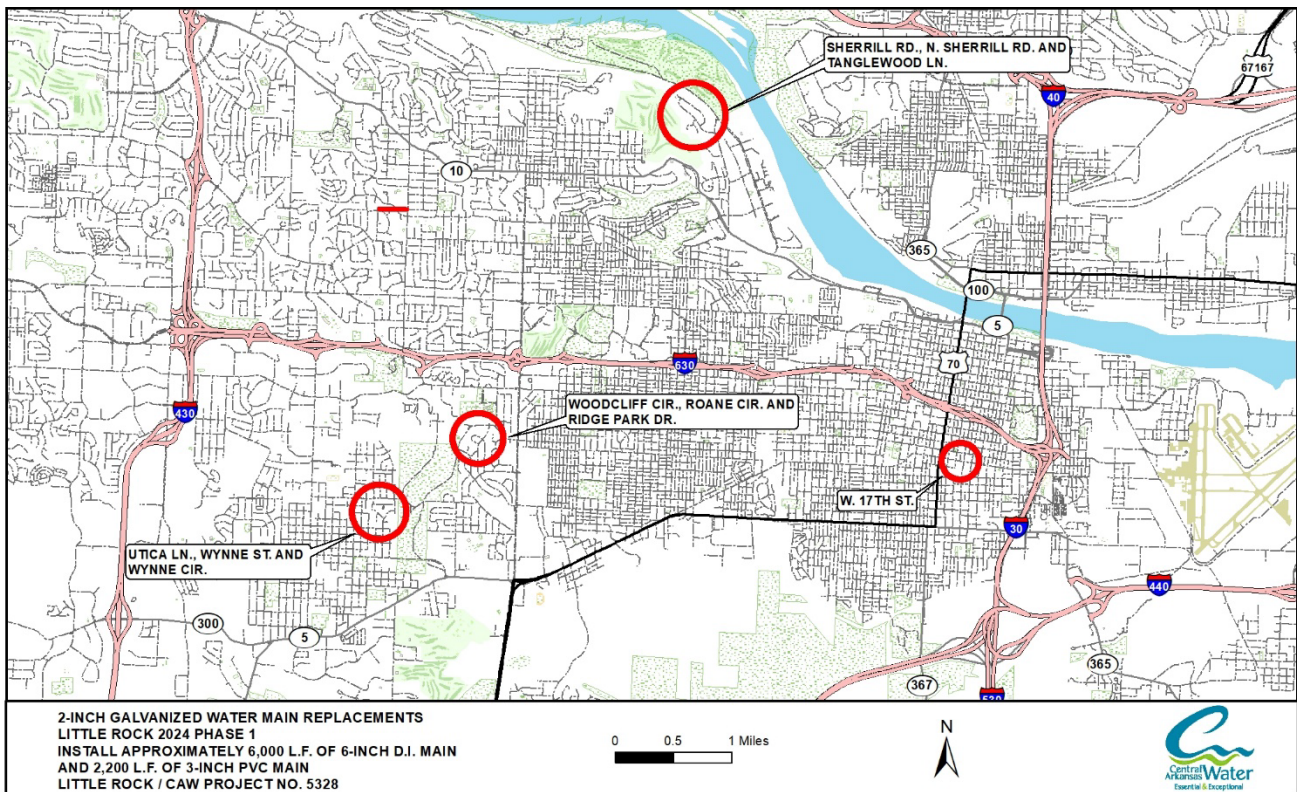 SHERRILL RD., N. SHERRILL RD. AND
TANGLEWOOD LN.
67167
40
10
365
100
5
70
630
430
WOODCLIFF CIR., ROANE CIR. AND
RIDGE PARK DR.
W. 17TH ST.
30
UTICA LN., WYNNE ST. AND
WYNNE CIR.
440
300
5
365
367
530
2-INCH GALVANIZED WATER MAIN REPLACEMENTS
LITTLE ROCK 2024 PHASE 1
INSTALL APPROXIMATELY 6,000 L.F. OF 6-INCH D.I. MAIN
AND 2,200 L.F. OF 3-INCH PVC MAIN
LITTLE ROCK / CAW PROJECT NO. 5328
0 0.5 1 Miles
N
Central
Arkansas Water
Essential & Exceptional